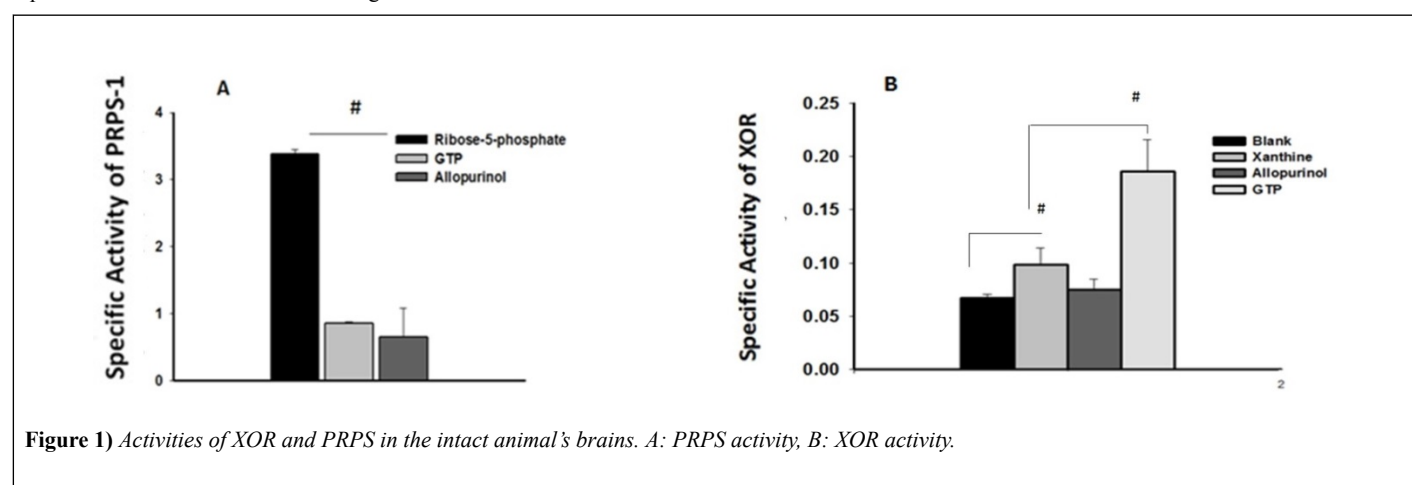 A
Specific Activity of PRPS-1
4
3
2
1
0
#
Ribose-5-phosphate
GTP
Allopurinol
B
Specific Activity of XOR
0.25
0.20
0.15
0.10
0.05
0.00
#
#
Blank
Xanthine
Allopurinol
GTP
2
Figure 1) Activities of XOR and PRPS in the intact animal's brains. A: PRPS activity, B: XOR activity.